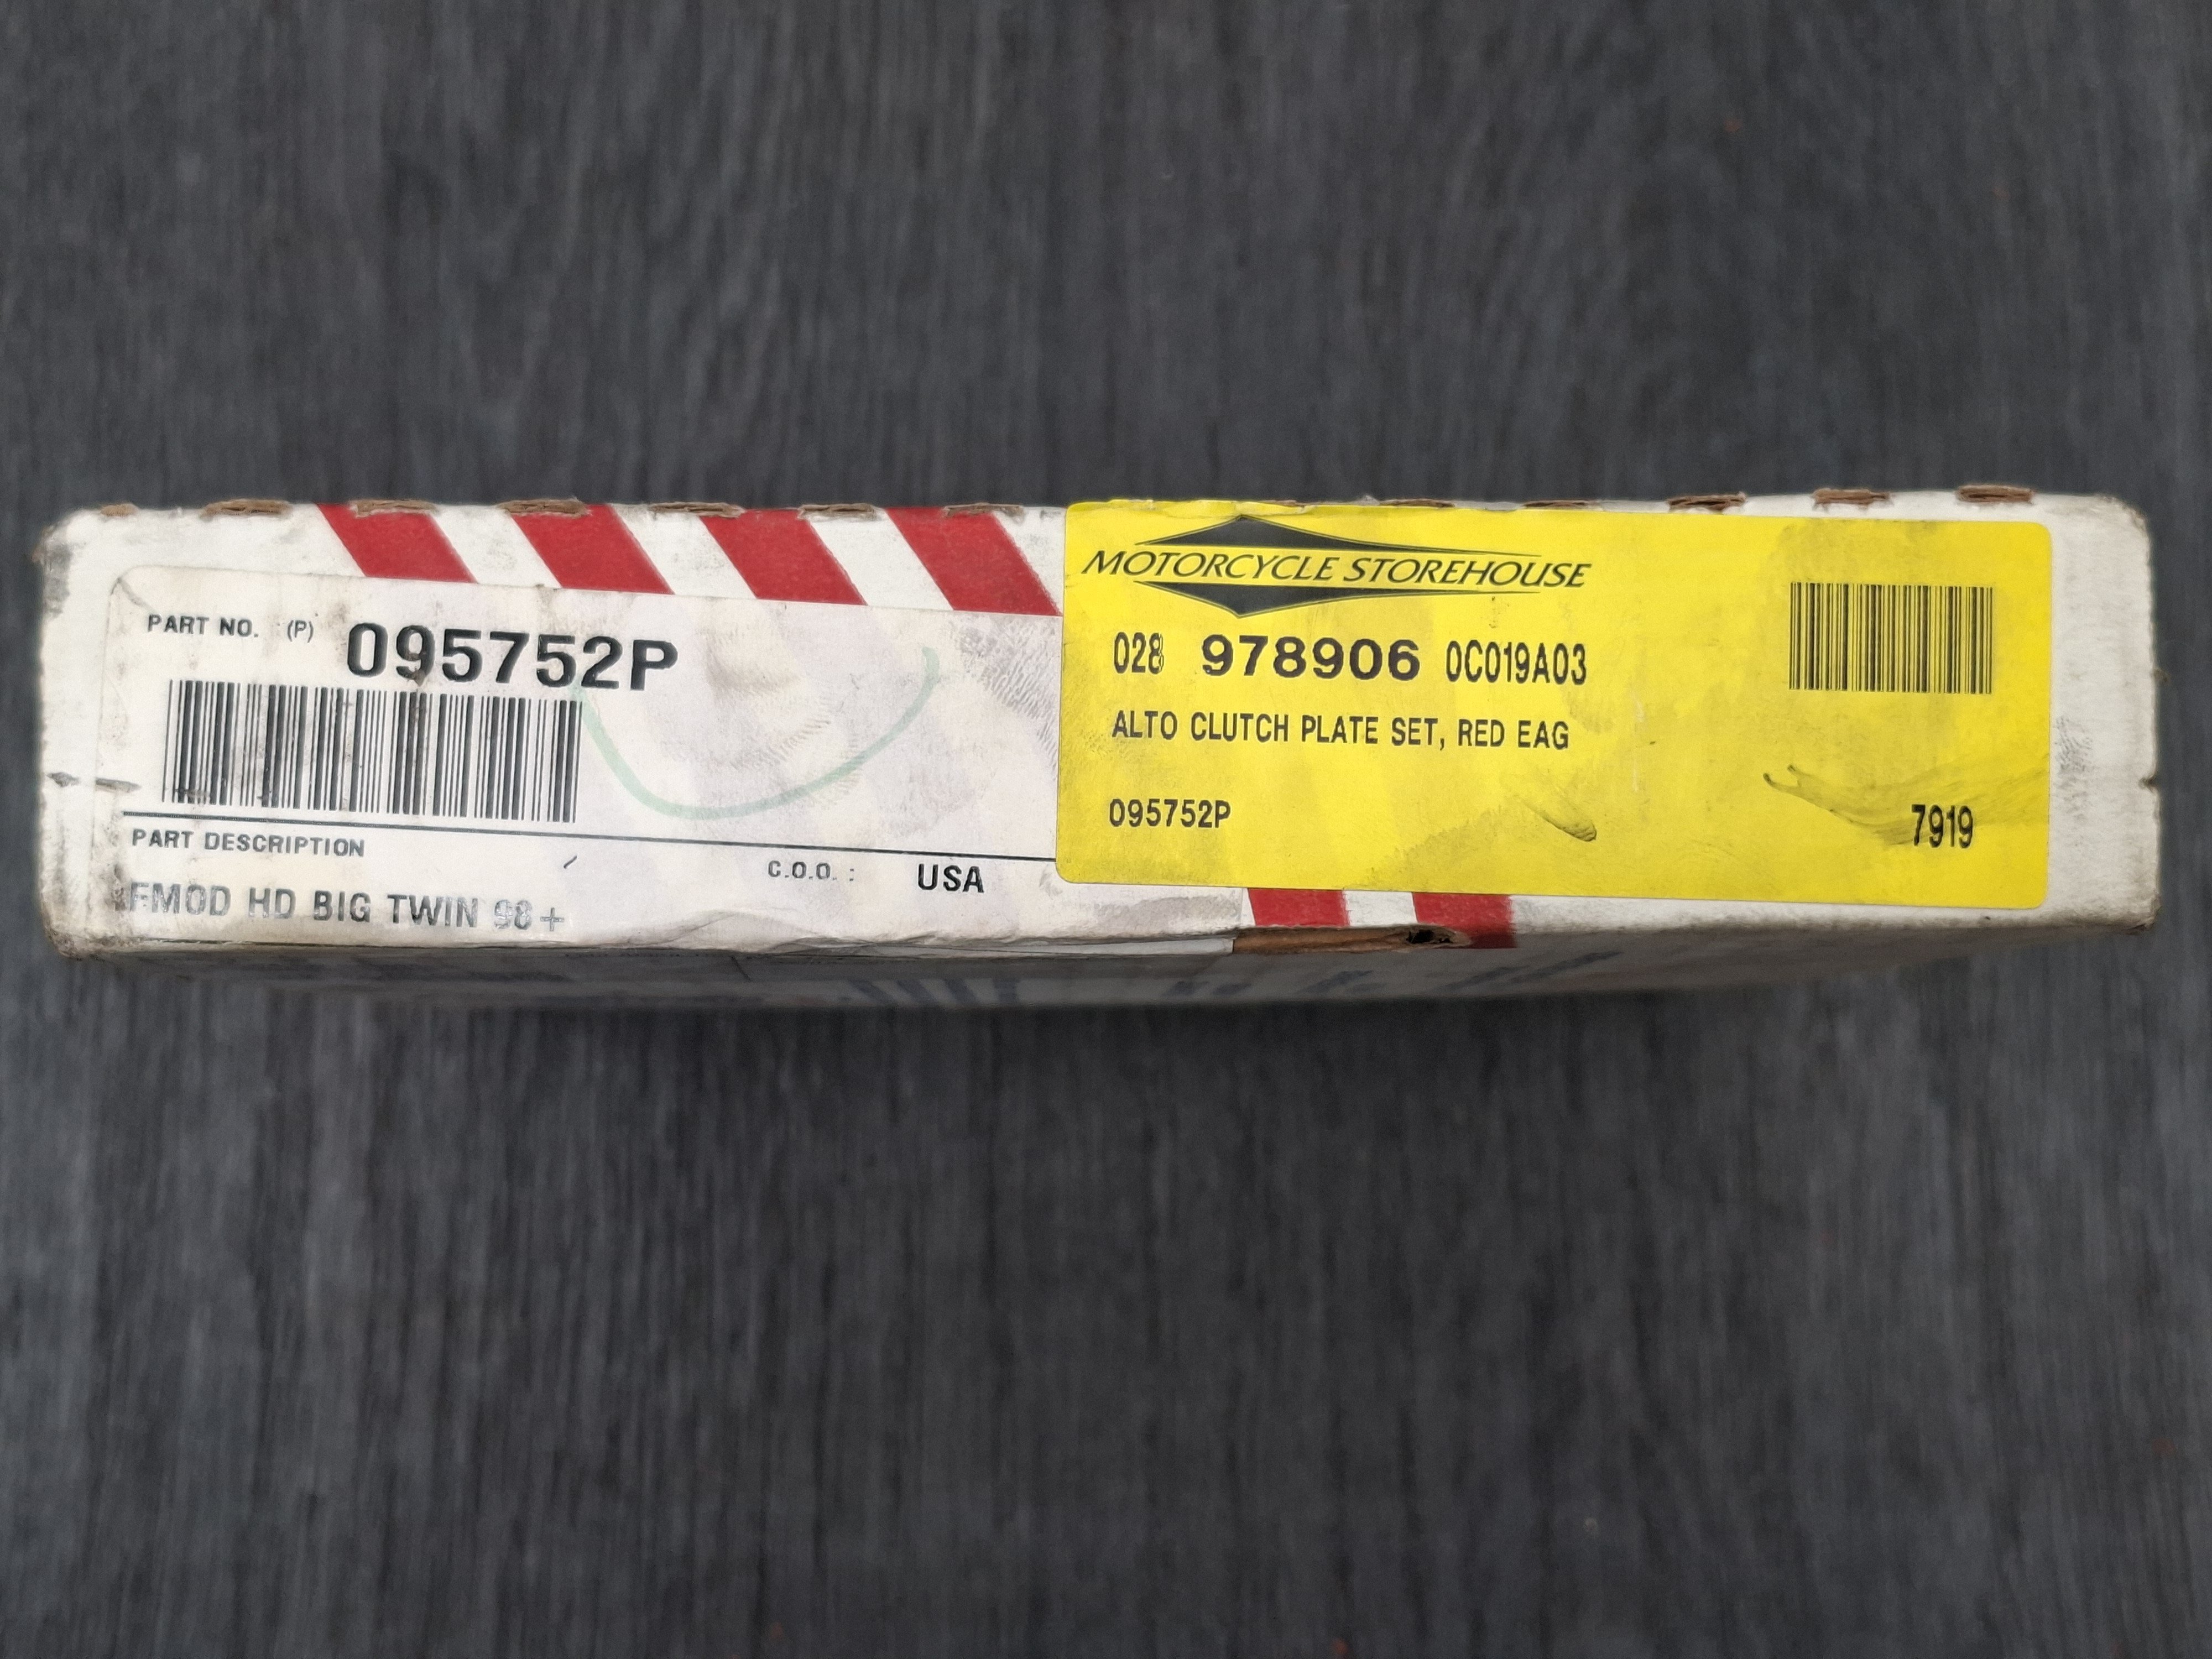 PART NO. (P) 095752P
PART DESCRIPTION
C.O.O. : USA
FMOD HD BIG TWIN 98+
MOTORCYCLE STOREHOUSE
028 978906 0C019A03
ALTO CLUTCH PLATE SET, RED EAG
095752P 7919